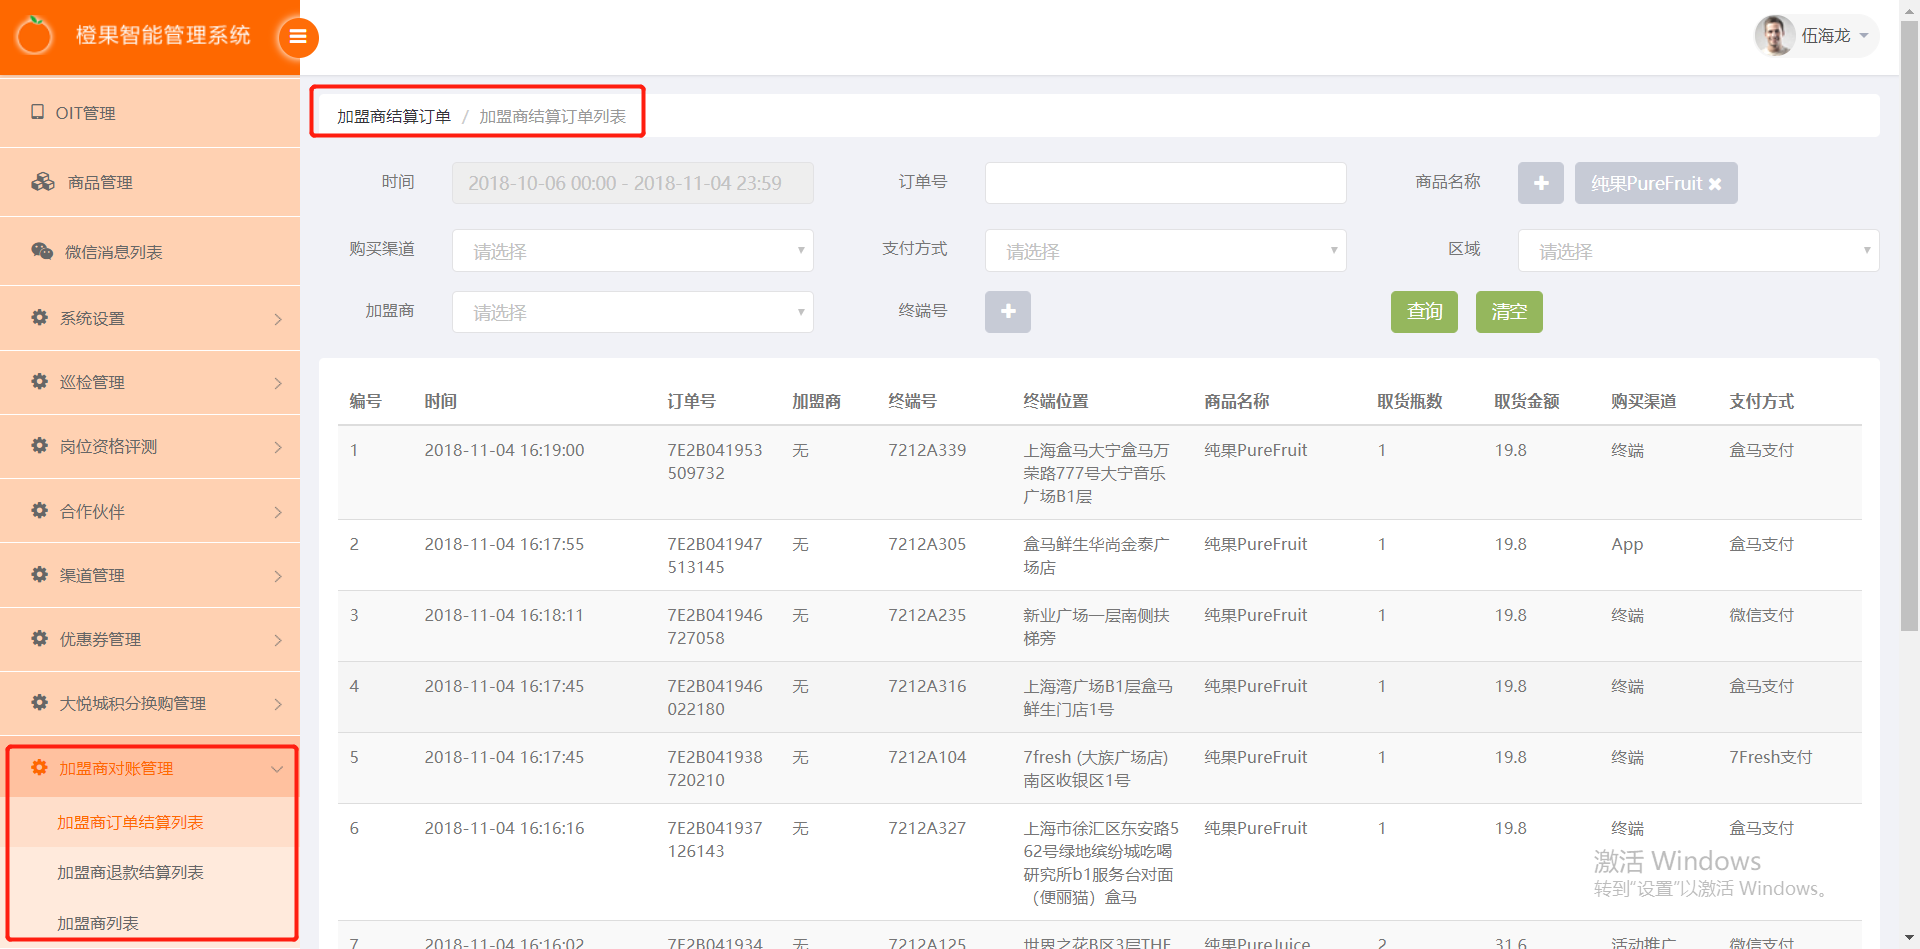 橙果智能管理系统
伍海龙
OIT管理
商品管理
微信消息列表
系统设置
巡检管理
岗位资格评测
合作伙伴
渠道管理
优惠券管理
大悦城积分换购管理
加盟商对账管理
加盟商订单结算列表
加盟商退款结算列表
加盟商列表
加盟商结算订单 / 加盟商结算订单列表
时间 2018-10-06 00:00 - 2018-11-04 23:59 订单号 商品名称 纯果PureFruit
购买渠道 请选择 支付方式 请选择 区域 请选择
加盟商 请选择 终端号 查询 清空
编号 时间 订单号 加盟商 终端号 终端位置 商品名称 取货瓶数 取货金额 购买渠道 支付方式
1 2018-11-04 16:19:00 7E2B041953 无 7212A339 上海盒马大宁盒马万 纯果PureFruit 1 19.8 终端 盒马支付
509732 荣路777号大宁音乐
广场B1层
2 2018-11-04 16:17:55 7E2B041947 无 7212A305 盒马鲜生华尚金泰广 纯果PureFruit 1 19.8 App 盒马支付
513145 场店
3 2018-11-04 16:18:11 7E2B041946 无 7212A235 新业广场一层南侧扶 纯果PureFruit 1 19.8 终端 微信支付
727058 梯旁
4 2018-11-04 16:17:45 7E2B041946 无 7212A316 上海湾广场B1层盒马 纯果PureFruit 1 19.8 终端 盒马支付
022180 鲜生门店1号
5 2018-11-04 16:17:45 7E2B041938 无 7212A104 7fresh (大族广场店) 纯果PureFruit 1 19.8 终端 7Fresh支付
720210 南区收银区1号
6 2018-11-04 16:16:16 7E2B041937 无 7212A327 上海市徐汇区东安路5 纯果PureFruit 1 19.8 终端 盒马支付
126143 62号绿地缤纷城吃喝
研究所b1服务台对面
（便丽猫）盒马
7 2018-11-04 16:16:02 7E2B041934 无 7212A125 世界之花B区3层THE 纯果PureJuice 2 31.6 活动推广 微信支付
激活 Windows
转到“设置”以激活 Windows。